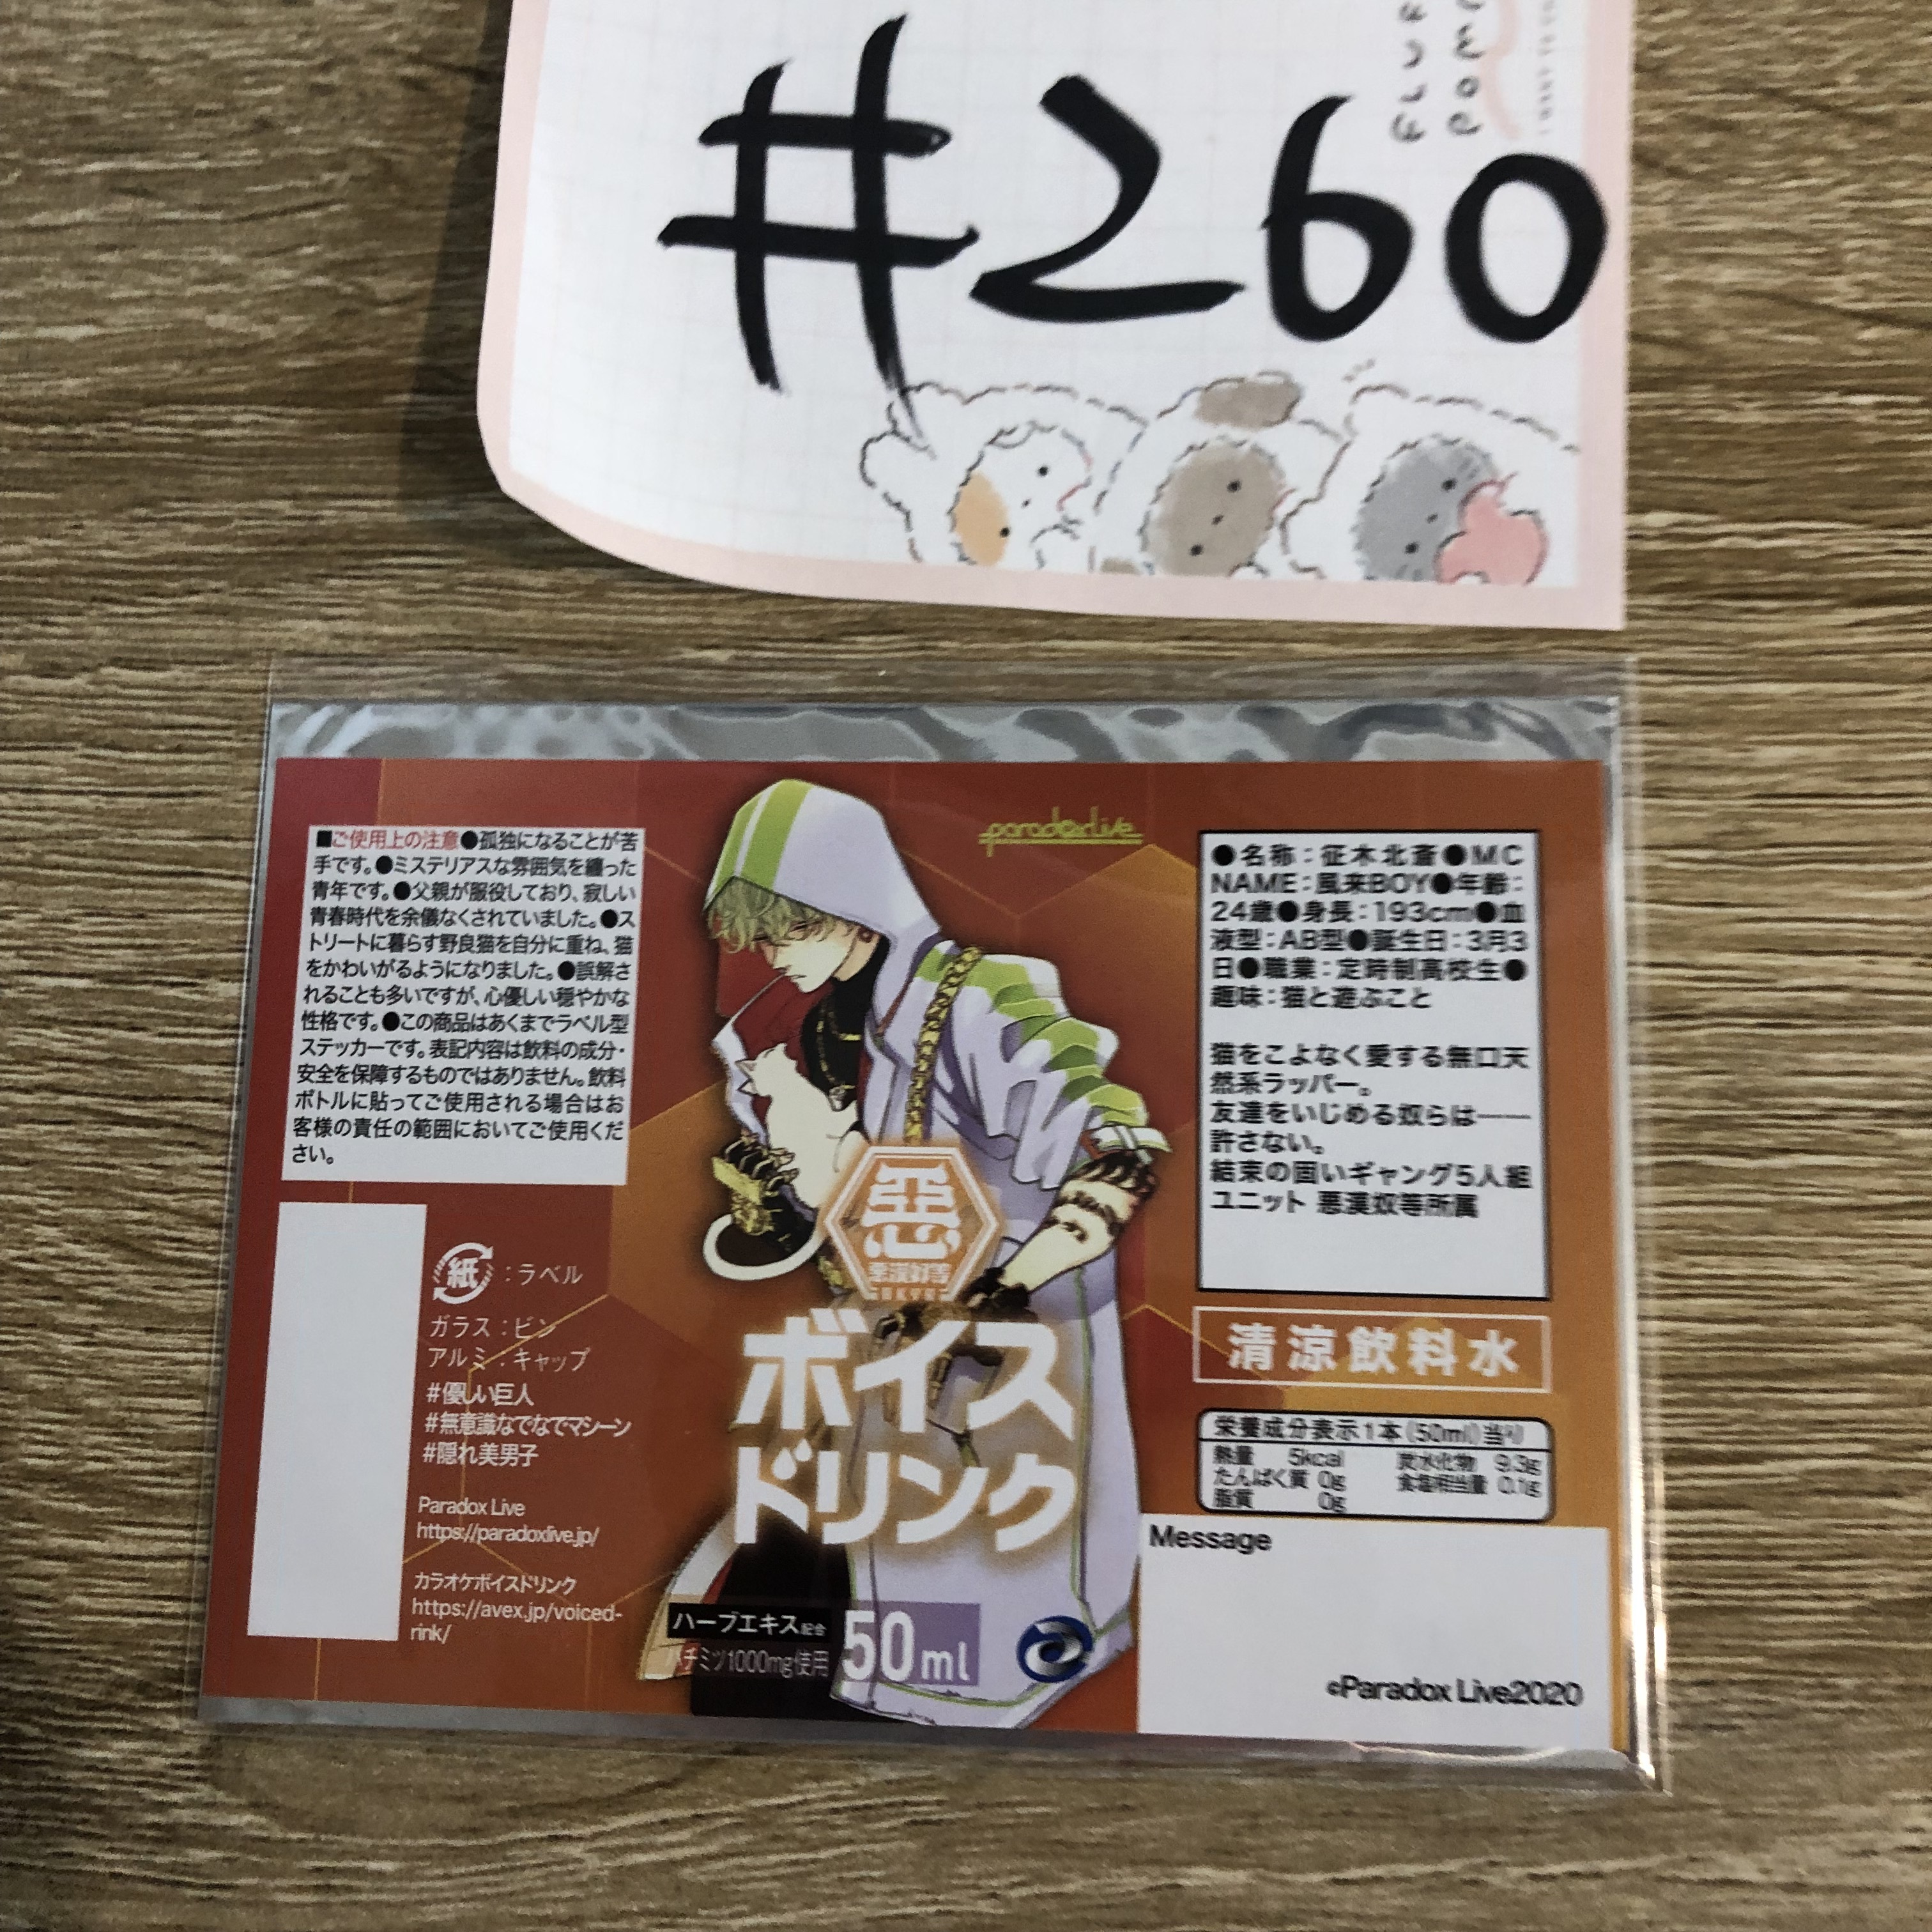 #260
■ご使用上の注意●孤独になることが苦
手です。●ミステリアスな雰囲気を纏った
青年です。●父親が服役しており、寂しい
青春時代を余儀なくされていました。●ス
トリートに暮らす野良猫を自分に重ね、猫
をかわいがるようになりました。●誤解さ
れることも多いですが、心優しい穏やかな
性格です。●この商品はあくまでラベル型
ステッカーです。表記内容は飲料の成分・
安全を保障するものではありません。飲料
ボトルに貼ってご使用される場合はお
客様の責任の範囲においてご使用くだ
さい。
紙:ラベル
ガラス:ビン
アルミ:キャップ
#優しい巨人
#無意識なでなでマシーン
#隠れ美男子
Paradox Live
https://paradoxlive.jp/
カラオケボイスドリンク
https://avex.jp/voiced-
rink/
paradoxlive
悪
悪漢奴等
ボイス
ドリンク
ハーブエキス配合
ハチミツ1000mg使用
50ml
●名称:征木北斎●MC
NAME:風来BOY●年齢:
24歳●身長:193cm●血
液型:AB型●誕生日:3月3
日●職業:定時制高校生●
趣味:猫と遊ぶこと
猫をこよなく愛する無口天
然系ラッパー。
友達をいじめる奴らは──
許さない。
結束の固いギャング5人組
ユニット 悪漢奴等所属
清涼飲料水
栄養成分表示1本(50ml)当り
熱量 5kcal 炭水化物 9.3g
たんぱく質 0g 食塩相当量 0.1g
脂質 0g
Message
©Paradox Live2020